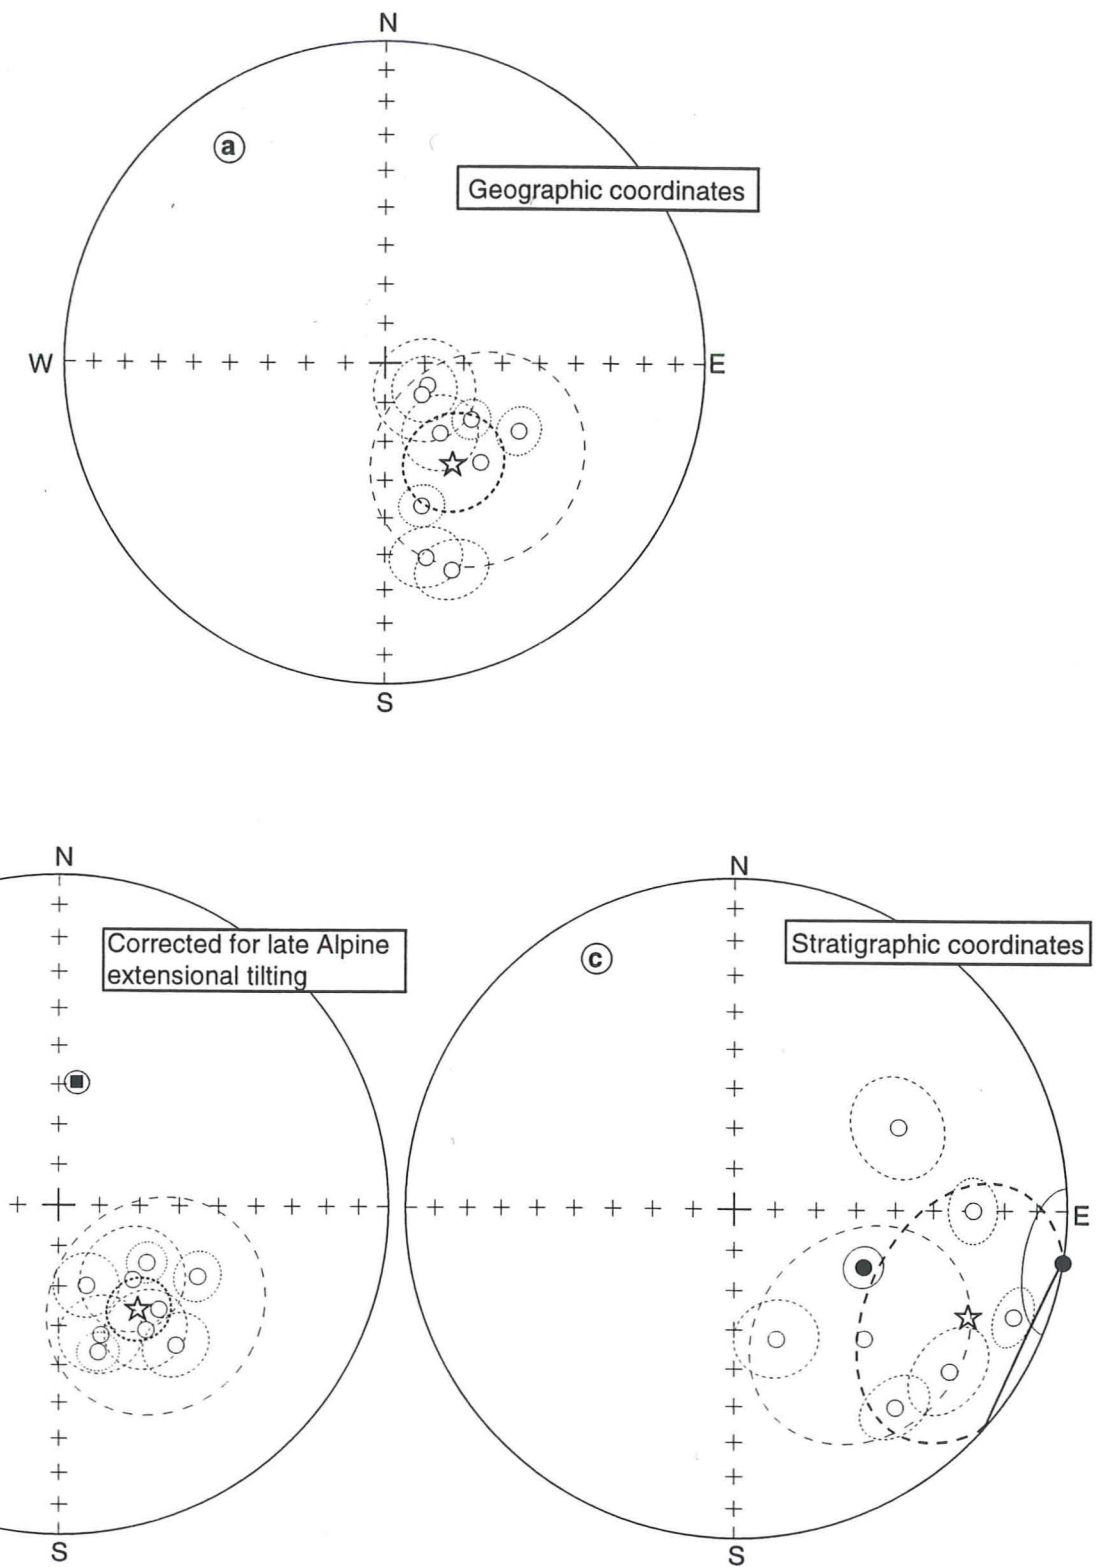 N
a
Geographic coordinates
W
E
S
N
Corrected for late Alpine
extensional tilting
S
N
c
Stratigraphic coordinates
E
S